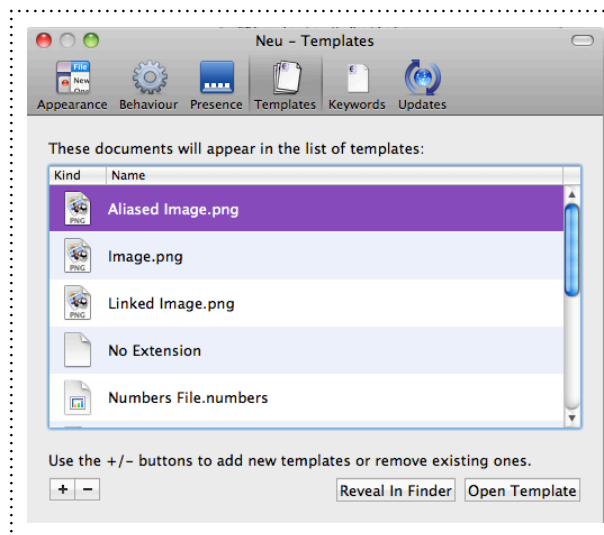 Neu – Templates
File
New
Appearance Behaviour Presence Templates Keywords Updates
These documents will appear in the list of templates:
Kind Name
PNG Aliased Image.png
PNG Image.png
PNG Linked Image.png
No Extension
Numbers File.numbers
Use the +/– buttons to add new templates or remove existing ones.
+ – Reveal In Finder Open Template